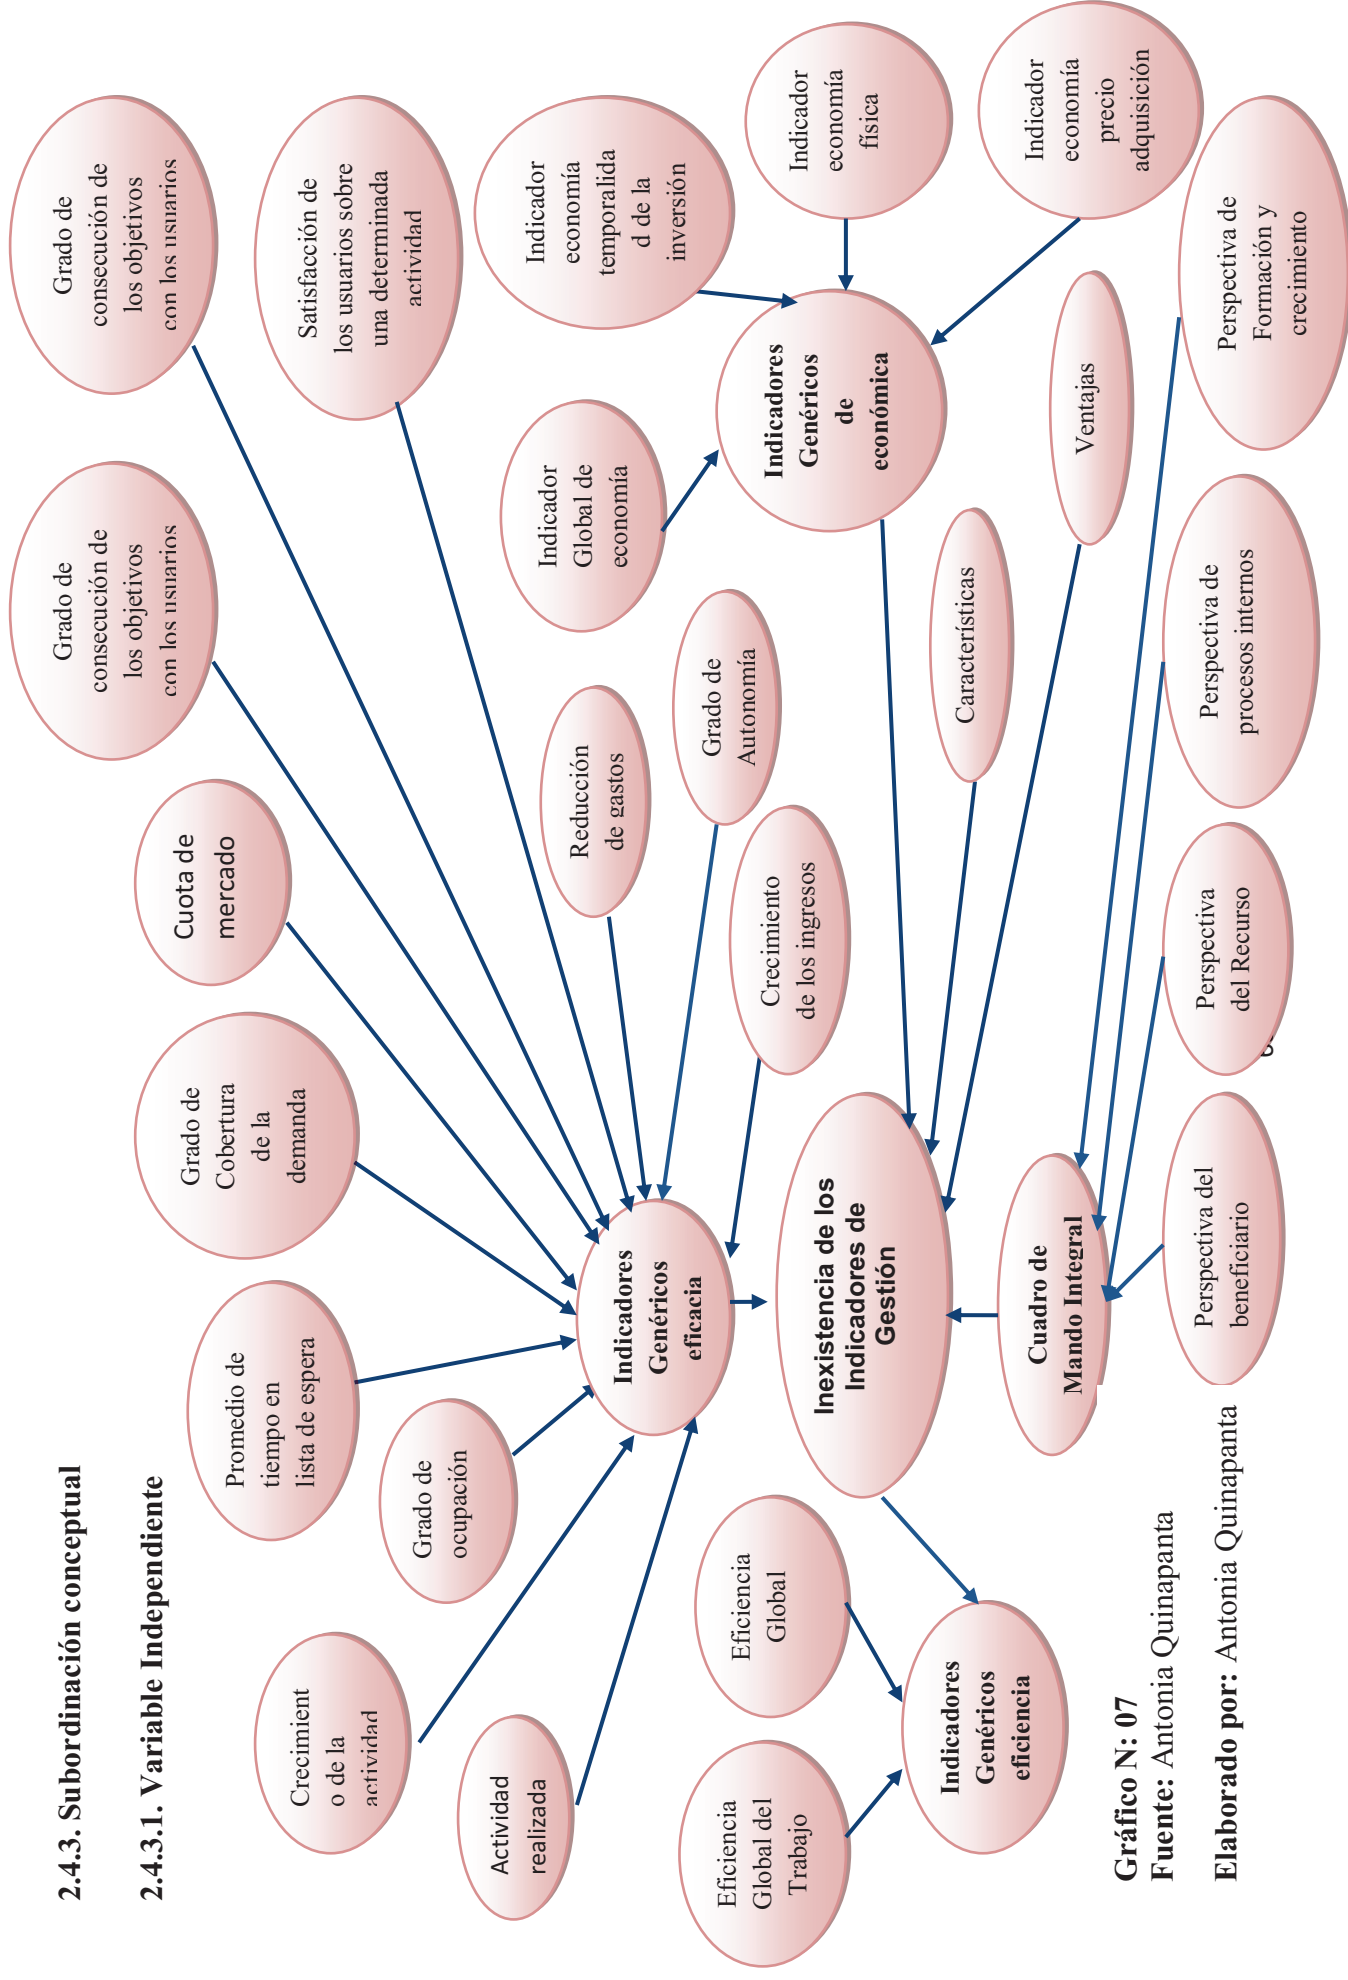 2.4.3. Subordinación conceptual
2.4.3.1. Variable Independiente
Grado de
consecución de
los objetivos
con los usuarios
Grado de
consecución de
los objetivos
con los usuarios
Satisfacción de
los usuarios sobre
una determinada
actividad
Cuota de
mercado
Grado de
Cobertura
de la
demanda
Promedio de
tiempo en
lista de espera
Grado de
ocupación
Crecimient
o de la
actividad
Actividad
realizada
Reducción
de gastos
Grado de
Autonomía
Crecimiento
de los ingresos
Indicadores
Genéricos
eficacia
Indicador
economía
temporalida
d de la
inversión
Indicador
economía
física
Indicador
economía
precio
adquisición
Indicador
Global de
economía
Indicadores
Genéricos
de
económica
Características
Ventajas
Inexistencia de los
Indicadores de
Gestión
Eficiencia
Global
Eficiencia
Global del
Trabajo
Indicadores
Genéricos
eficiencia
Cuadro de
Mando Integral
Perspectiva del
beneficiario
Perspectiva
del Recurso
Perspectiva de
procesos internos
Perspectiva de
Formación y
crecimiento
Gráfico N: 07
Fuente: Antonia Quinapanta
Elaborado por: Antonia Quinapanta